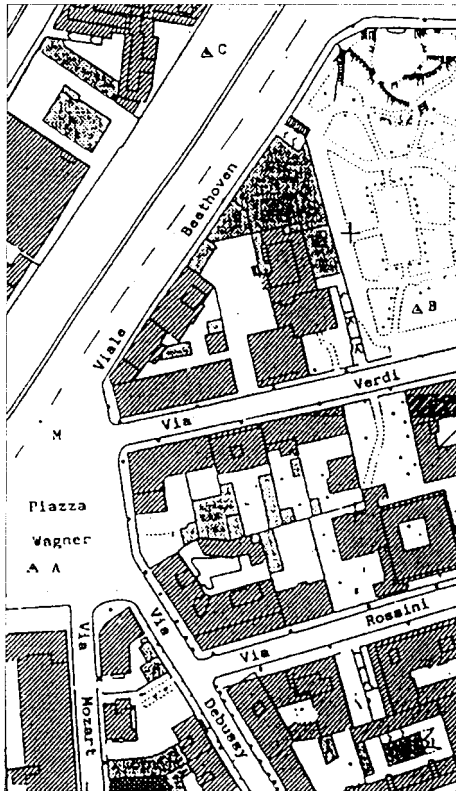 C
Viale Beethoven
B
Via Verdi
M
Piazza
Wagner
A
Via Mozart
Via Debussy
Via Rossini